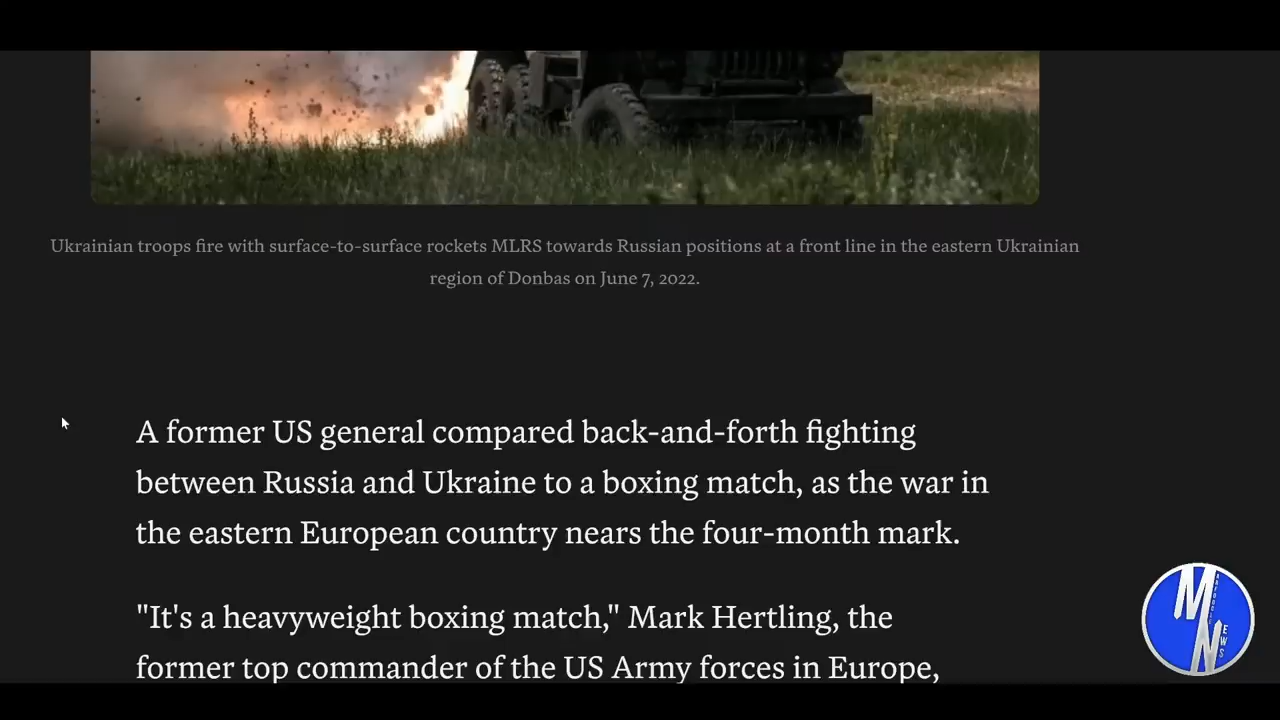 Ukrainian troops fire with surface-to-surface rockets MLRS towards Russian positions at a front line in the eastern Ukrainian
region of Donbas on June 7, 2022.
A former US general compared back-and-forth fighting
between Russia and Ukraine to a boxing match, as the war in
the eastern European country nears the four-month mark.
"It's a heavyweight boxing match," Mark Hertling, the
former top commander of the US Army forces in Europe,
M
N
EWS